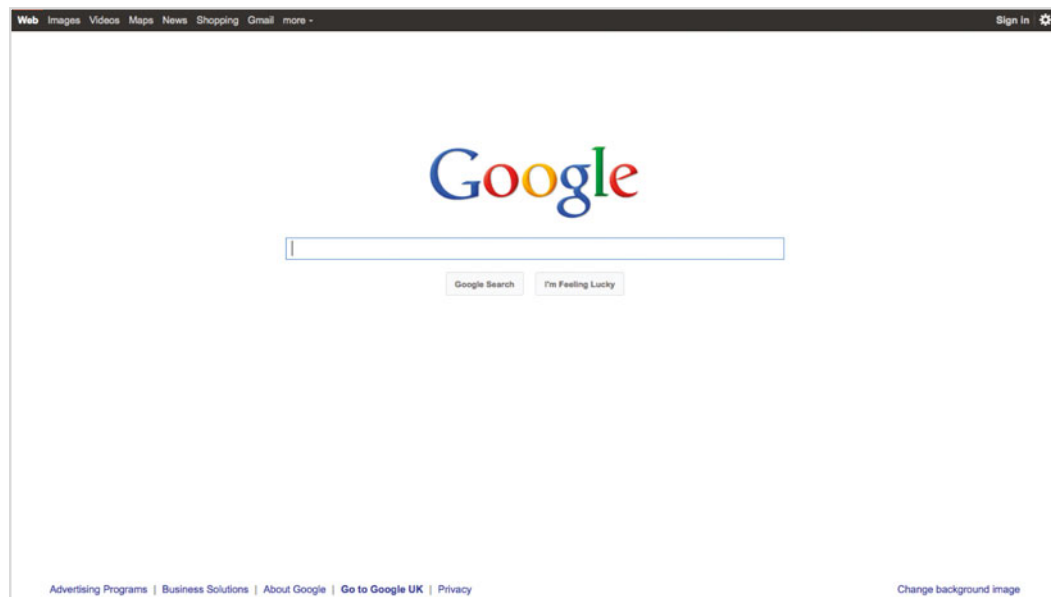 Web Images Videos Maps News Shopping Gmail more - Sign in
Google
Google Search I'm Feeling Lucky
Advertising Programs | Business Solutions | About Google | Go to Google UK | Privacy Change background image